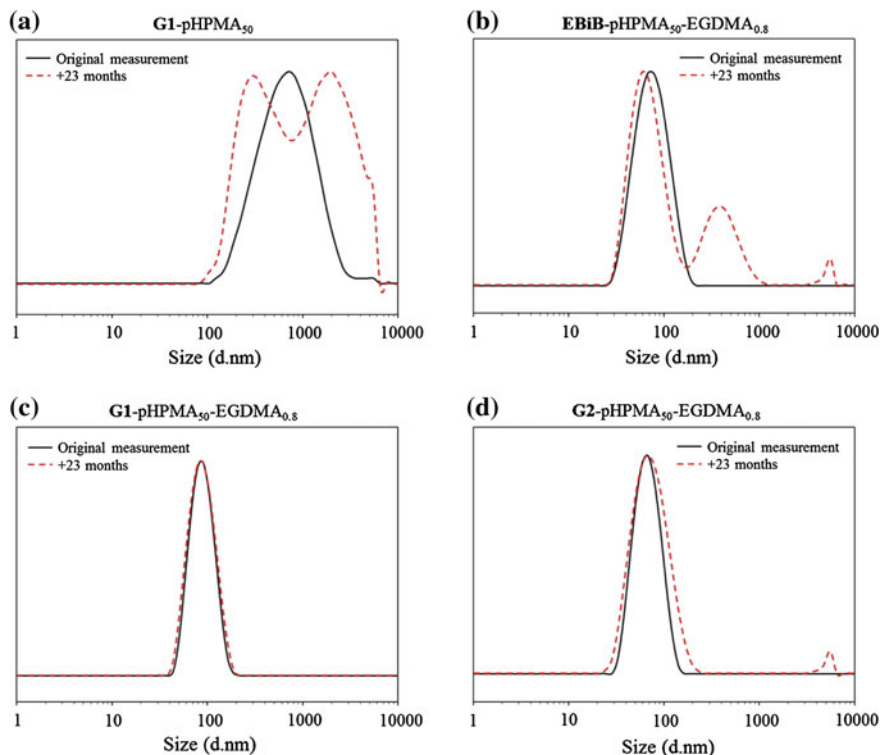 (a) G1-pHPMA₅₀
Original measurement
+23 months
1 10 100 1000 10000
Size (d.nm)
(b) EBiB-pHPMA₅₀-EGDMA₀.₈
Original measurement
+23 months
1 10 100 1000 10000
Size (d.nm)
(c) G1-pHPMA₅₀-EGDMA₀.₈
Original measurement
+23 months
1 10 100 1000 10000
Size (d.nm)
(d) G2-pHPMA₅₀-EGDMA₀.₈
Original measurement
+23 months
1 10 100 1000 10000
Size (d.nm)